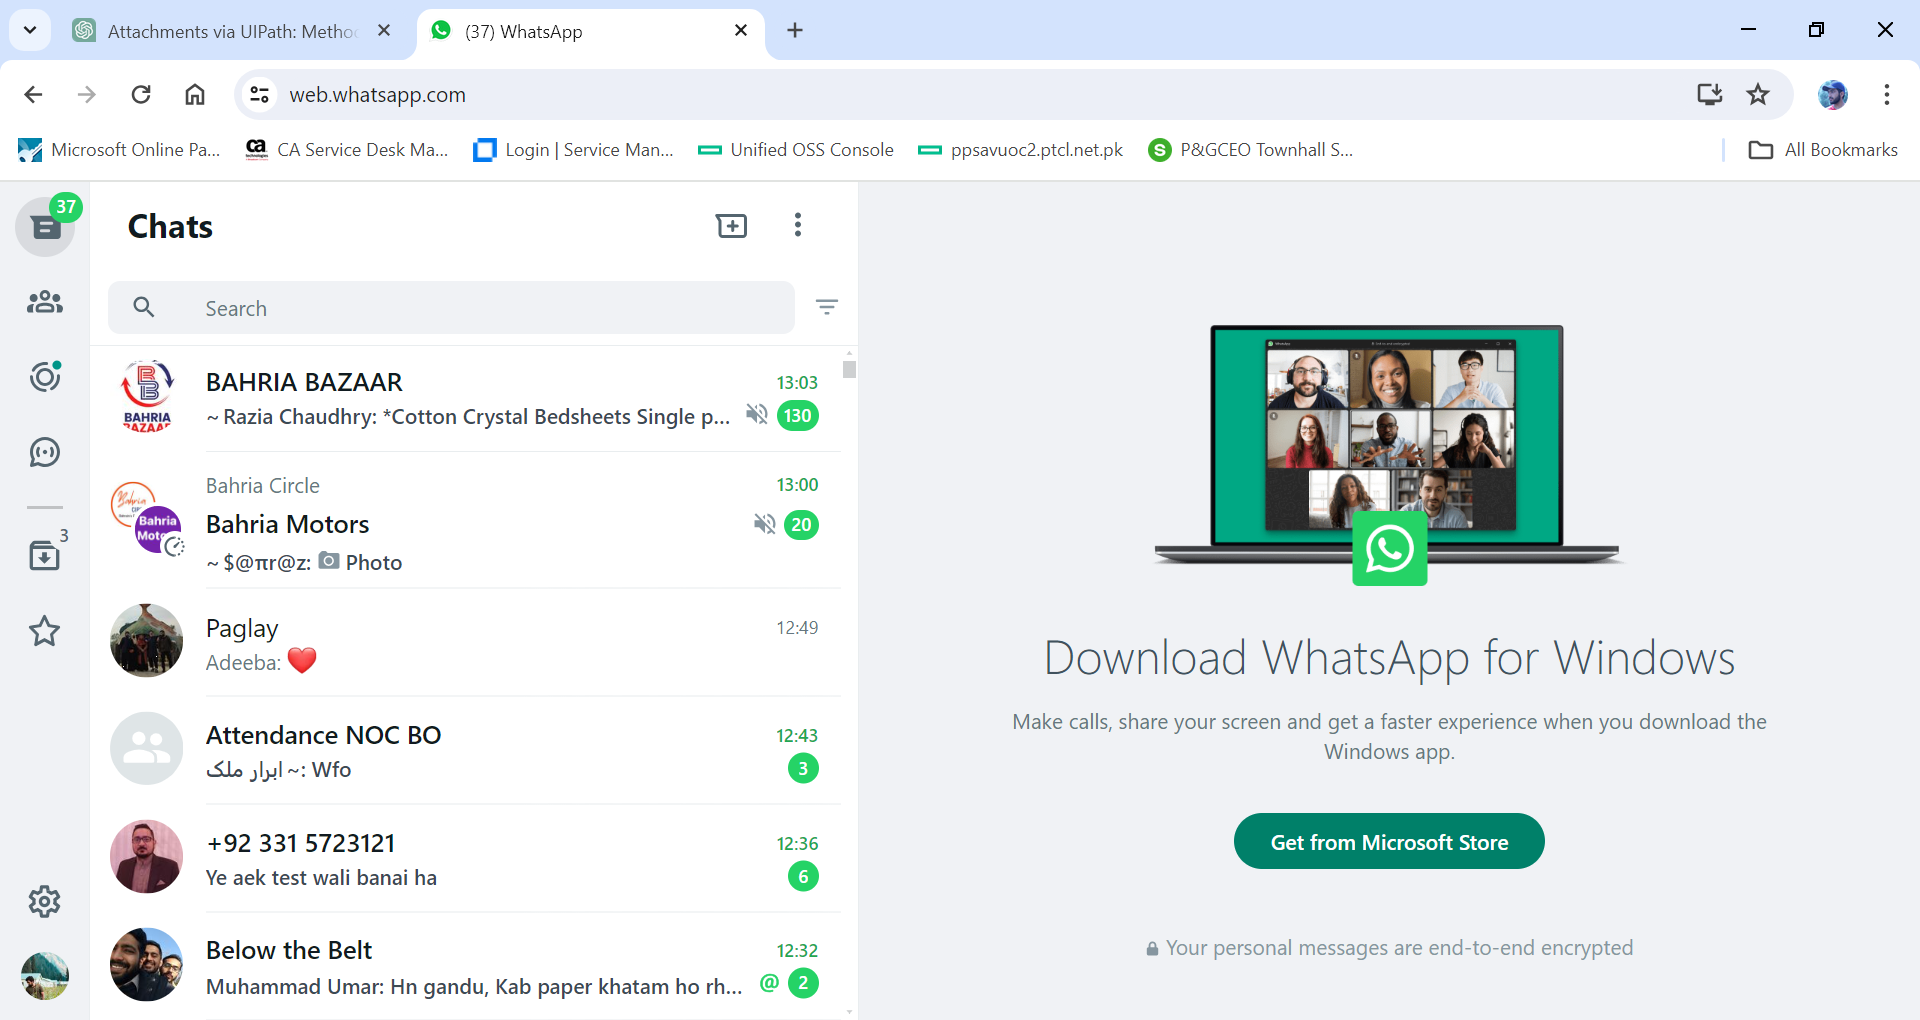 Attachments via UIPath: Metho
(37) WhatsApp
web.whatsapp.com
Microsoft Online Pa...
CA Service Desk Ma...
Login | Service Man...
Unified OSS Console
ppsavuoc2.ptcl.net.pk
P&GCEO Townhall S...
All Bookmarks
37
Chats
Search
3
BAHRIA BAZAAR
13:03
~ Razia Chaudhry: *Cotton Crystal Bedsheets Single p...
130
BAHRIA
BAZAAR
Bahria Circle
13:00
Bahria Motors
20
~ $@πr@z: Photo
Bahria
Paglay
12:49
Adeeba: ❤️
Attendance NOC BO
12:43
ابرار ملک ~: Wfo
3
+92 331 5723121
12:36
Ye aek test wali banai ha
6
Below the Belt
12:32
Muhammad Umar: Hn gandu, Kab paper khatam ho rh...
@ 2
Download WhatsApp for Windows
Make calls, share your screen and get a faster experience when you download the
Windows app.
Get from Microsoft Store
Your personal messages are end-to-end encrypted